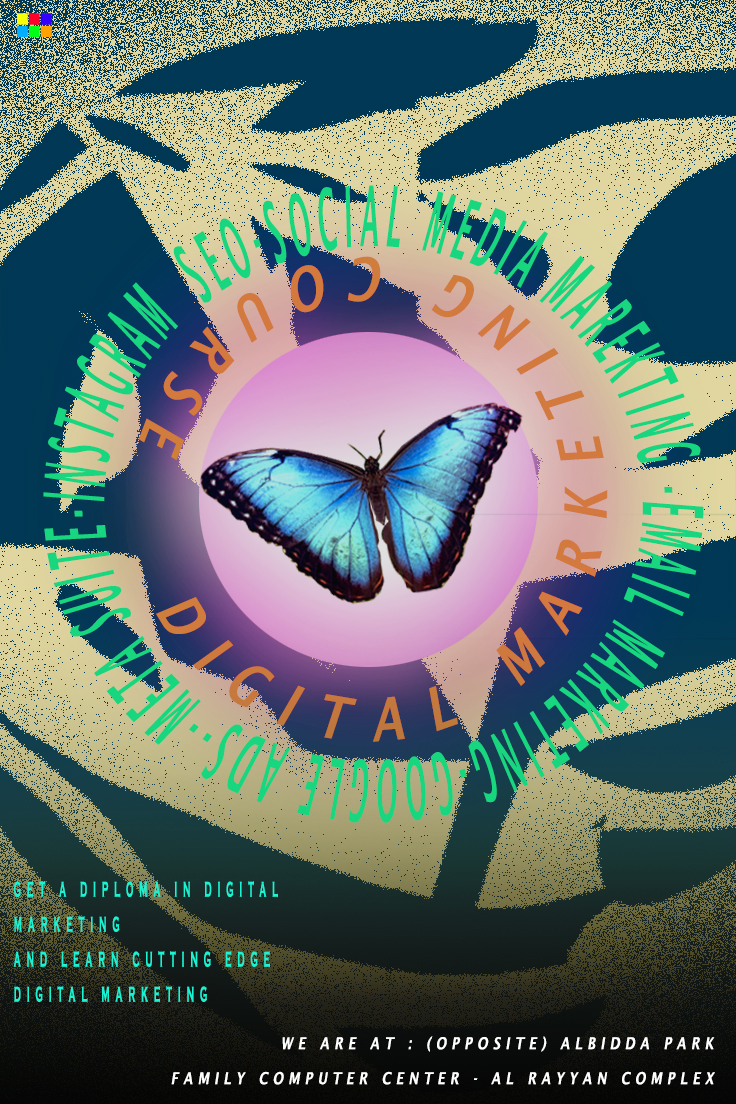 SEO·SOCIAL MEDIA MAREKTING ·EMAIL MARKETING·GOOGLE ADS··META SUITE·INSTAGRAM
DIGITAL MARKETING COURSE
GET A DIPLOMA IN DIGITAL
MARKETING
AND LEARN CUTTING EDGE
DIGITAL MARKETING
WE ARE AT : (OPPOSITE) ALBIDDA PARK
FAMILY COMPUTER CENTER - AL RAYYAN COMPLEX